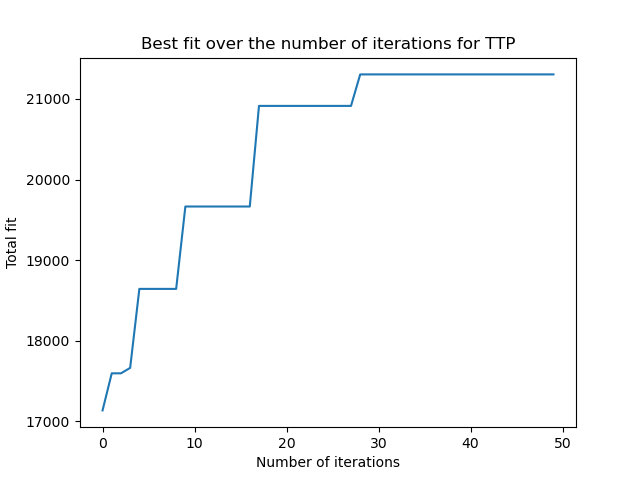 Best fit over the number of iterations for TTP
21000
20000
19000
18000
17000
Total fit
0 10 20 30 40 50
Number of iterations